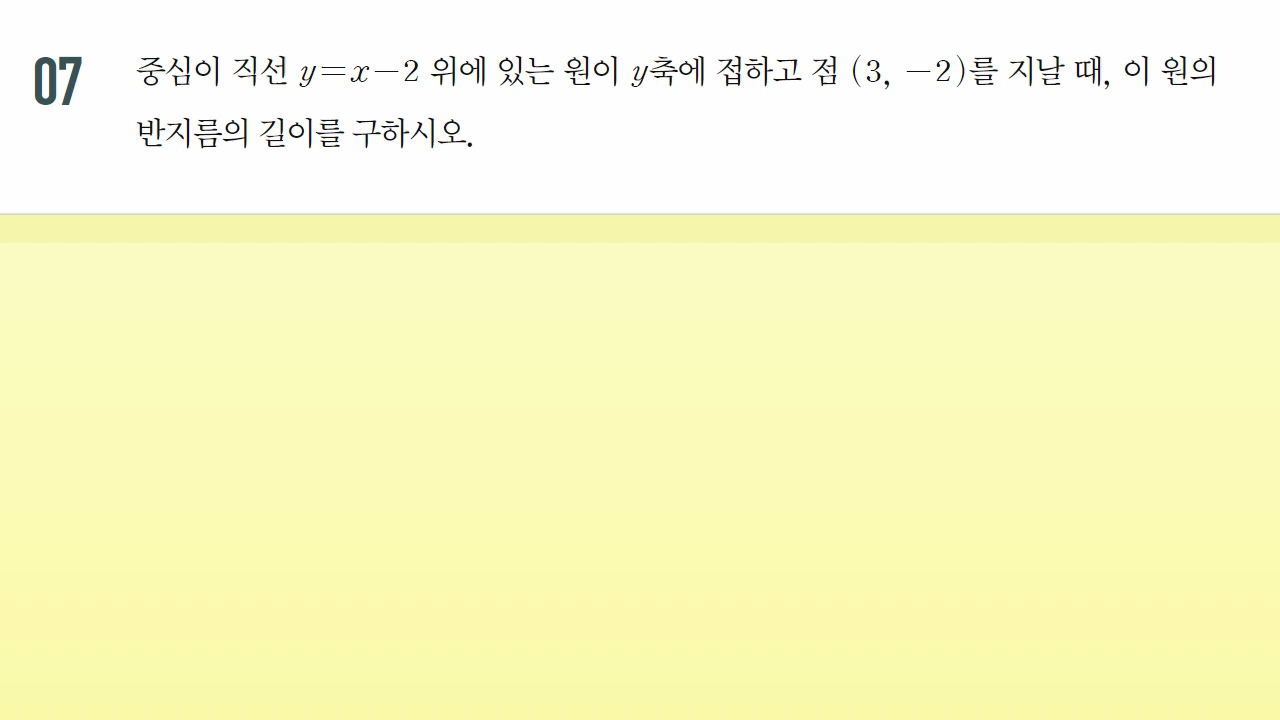 07 중심이 직선 y=x-2 위에 있는 원이 y축에 접하고 점 (3, -2)를 지날 때, 이 원의
반지름의 길이를 구하시오.